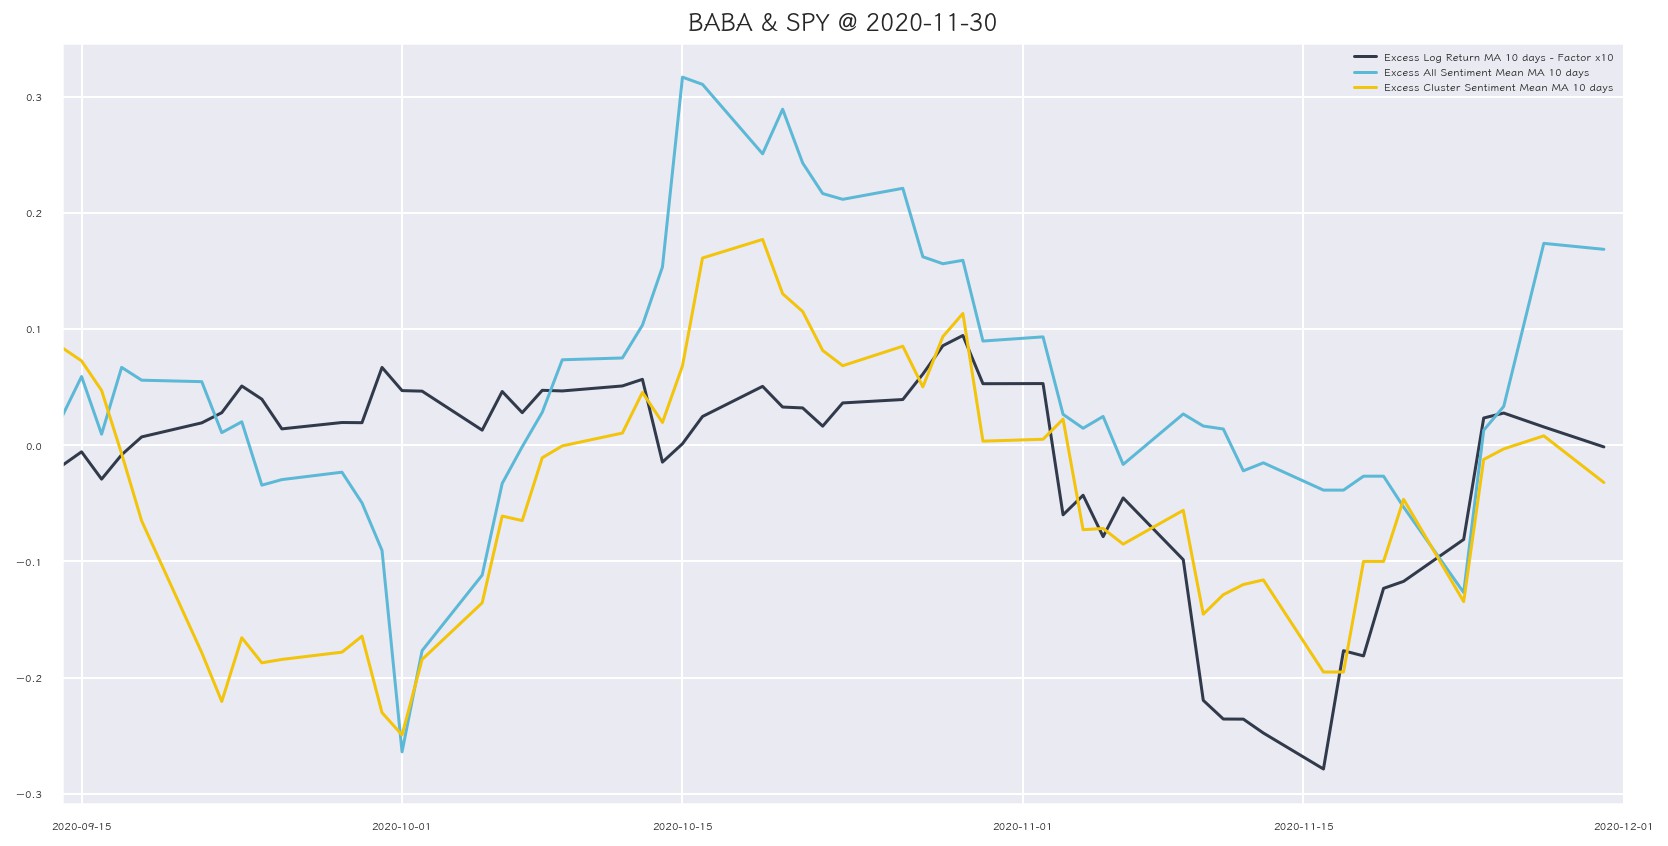 BABA & SPY @ 2020-11-30
Excess Log Return MA 10 days - Factor x10
Excess All Sentiment Mean MA 10 days
Excess Cluster Sentiment Mean MA 10 days
0.3
0.2
0.1
0.0
−0.1
−0.2
−0.3
2020-09-15 2020-10-01 2020-10-15 2020-11-01 2020-11-15 2020-12-01